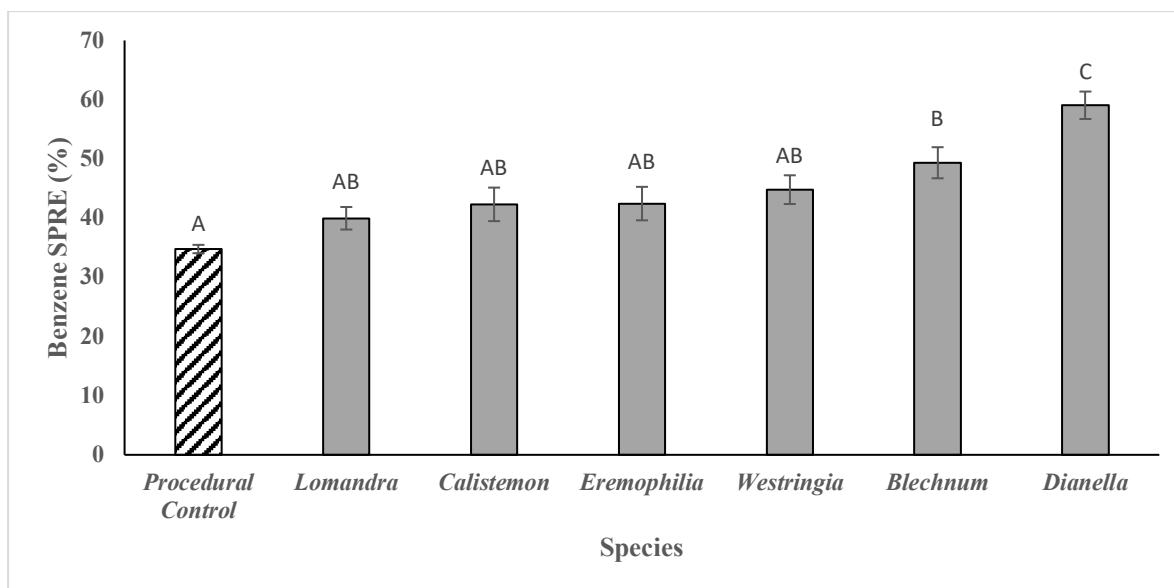 Benzene SPRE (%)
70
60
50
40
30
20
10
0
A
AB
AB
AB
AB
B
C
Procedural
Control
Lomandra
Calistemon
Eremophilia
Westringia
Blechnum
Dianella
Species